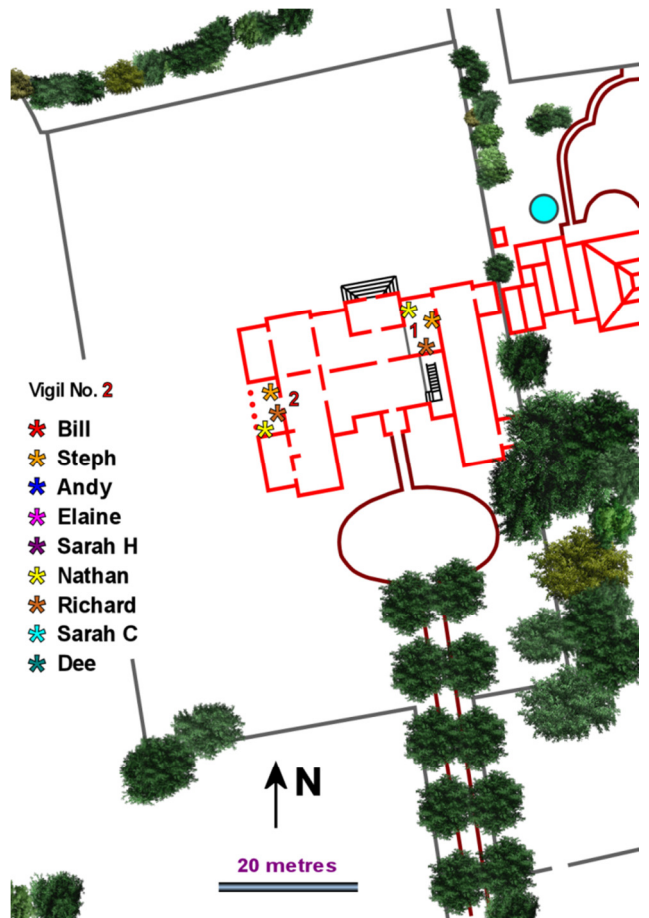 1
Vigil No. 2
2
Bill
Steph
Andy
Elaine
Sarah H
Nathan
Richard
Sarah C
Dee
N
20 metres